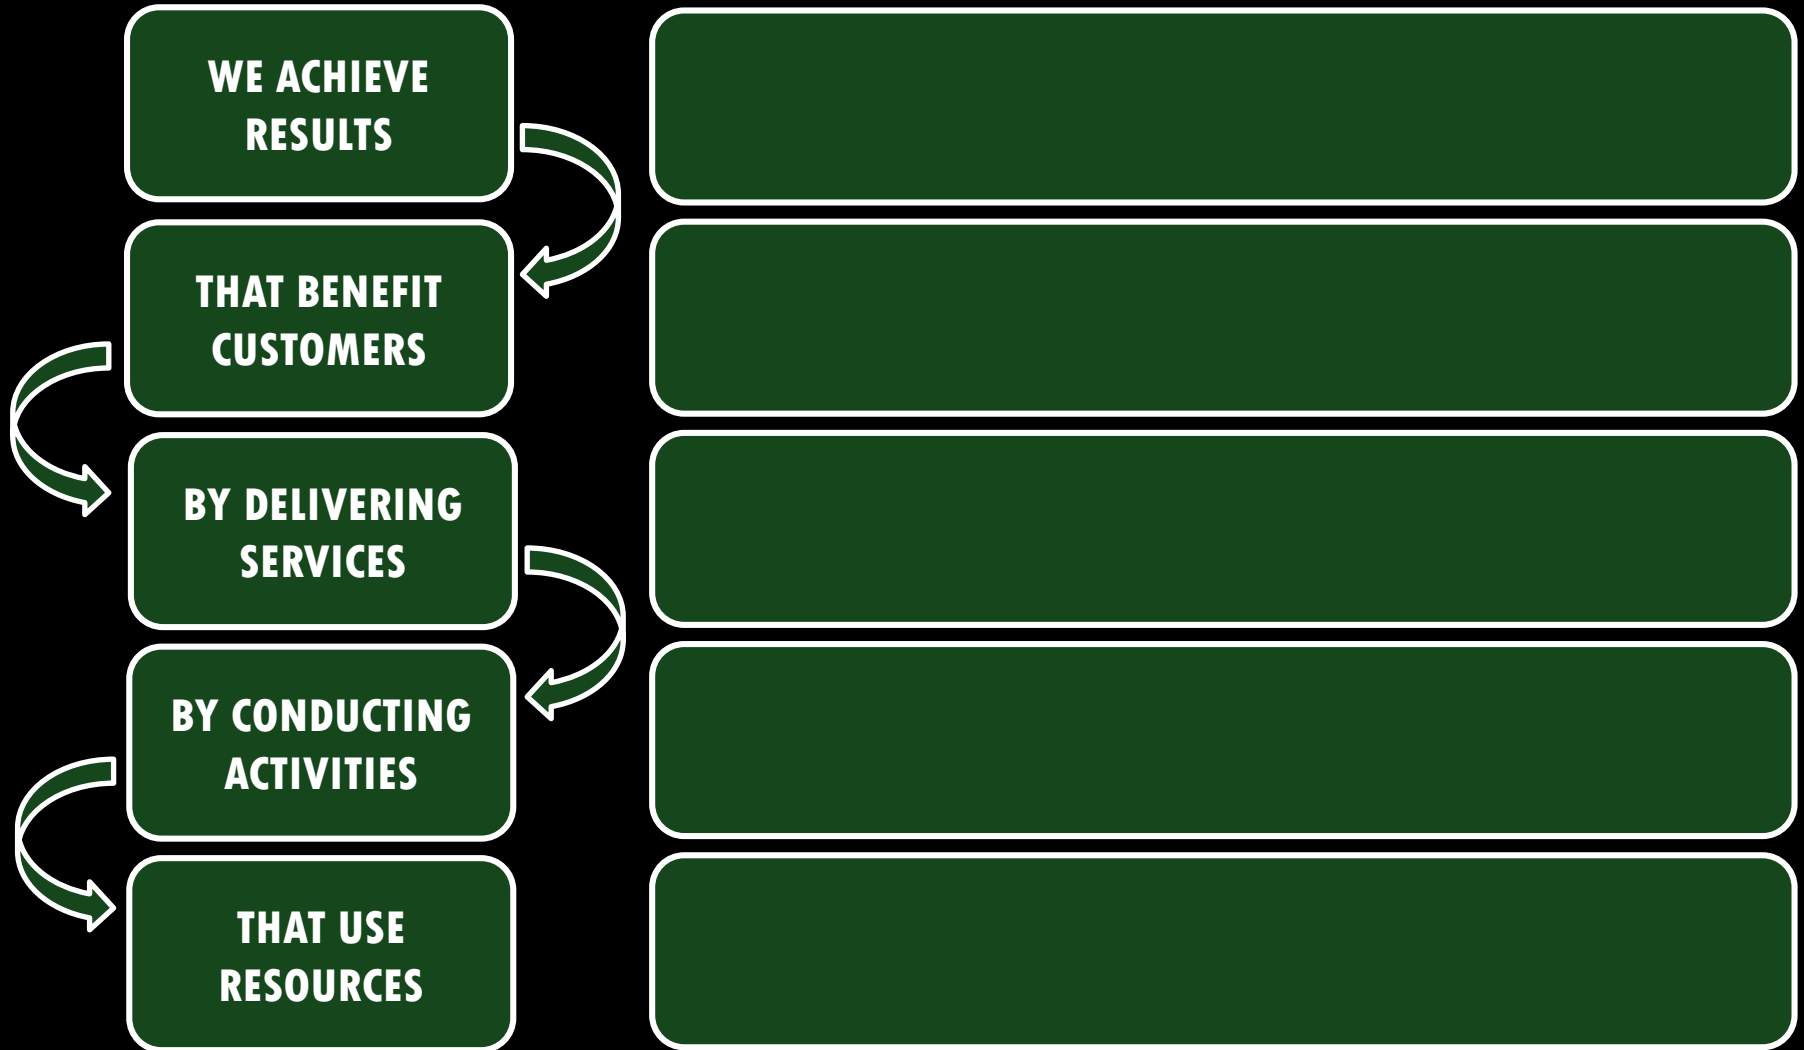 WE ACHIEVE
RESULTS
THAT BENEFIT
CUSTOMERS
BY DELIVERING
SERVICES
BY CONDUCTING
ACTIVITIES
THAT USE
RESOURCES